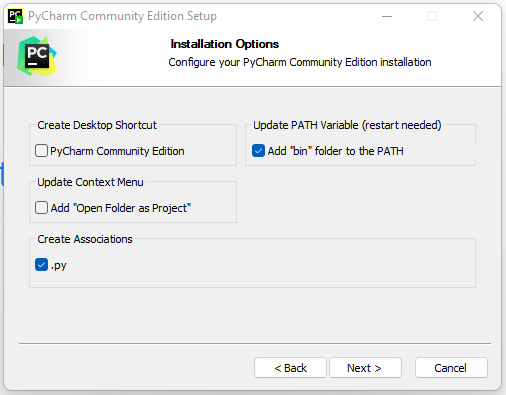 PyCharm Community Edition Setup
PC
PC
Installation Options
Configure your PyCharm Community Edition installation
Create Desktop Shortcut
PyCharm Community Edition
Update PATH Variable (restart needed)
Add "bin" folder to the PATH
Update Context Menu
Add "Open Folder as Project"
Create Associations
.py
< Back
Next >
Cancel